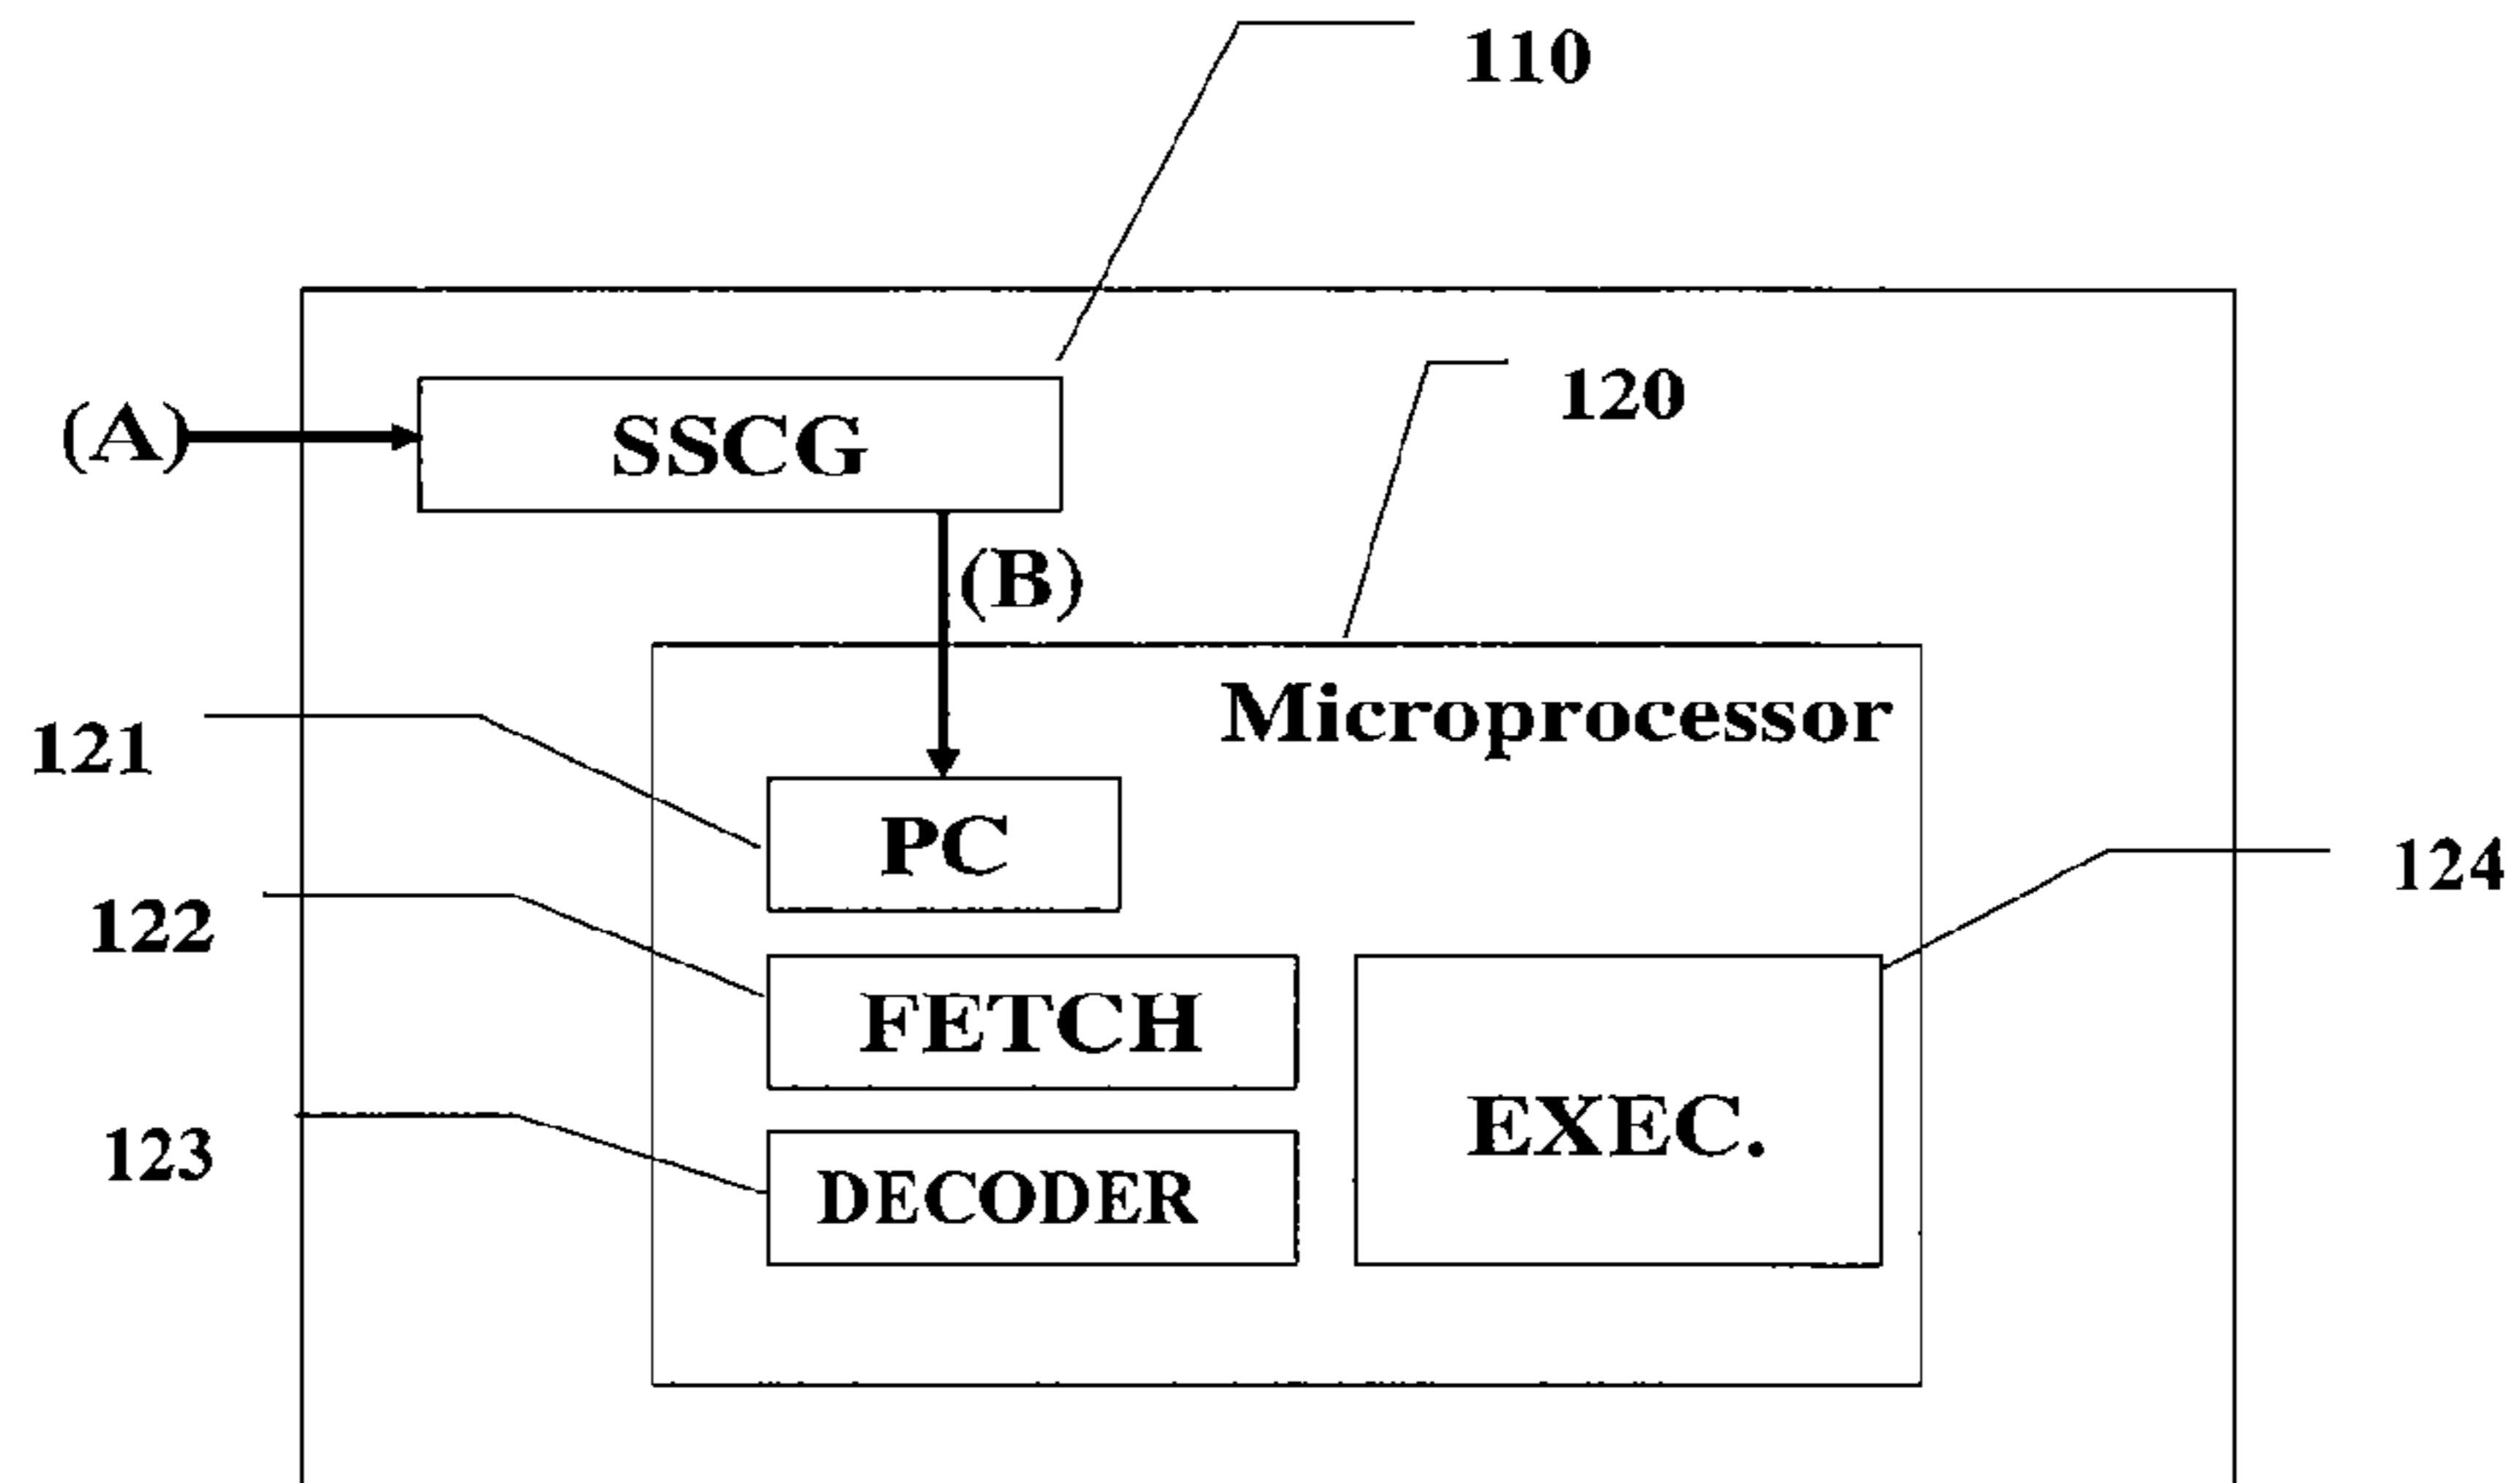 110
120
(A)
SSCG
(B)
Microprocessor
121
PC
124
122
FETCH
EXEC.
123
DECODER